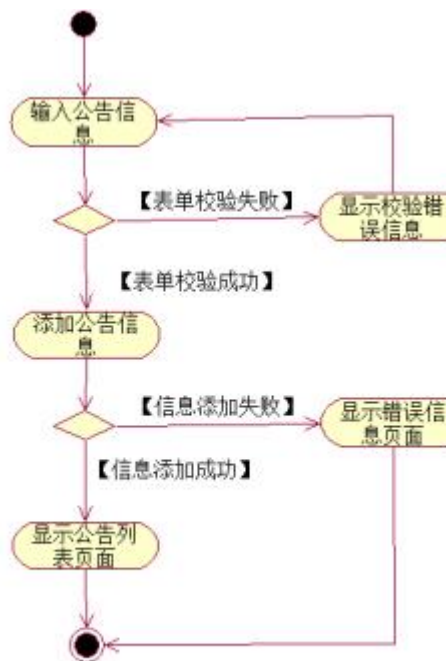 输入公告信
息
【表单校验失败】
显示校验错
误信息
【表单校验成功】
添加公告信
息
【信息添加失败】
显示错误信
息页面
【信息添加成功】
显示公告列
表页面